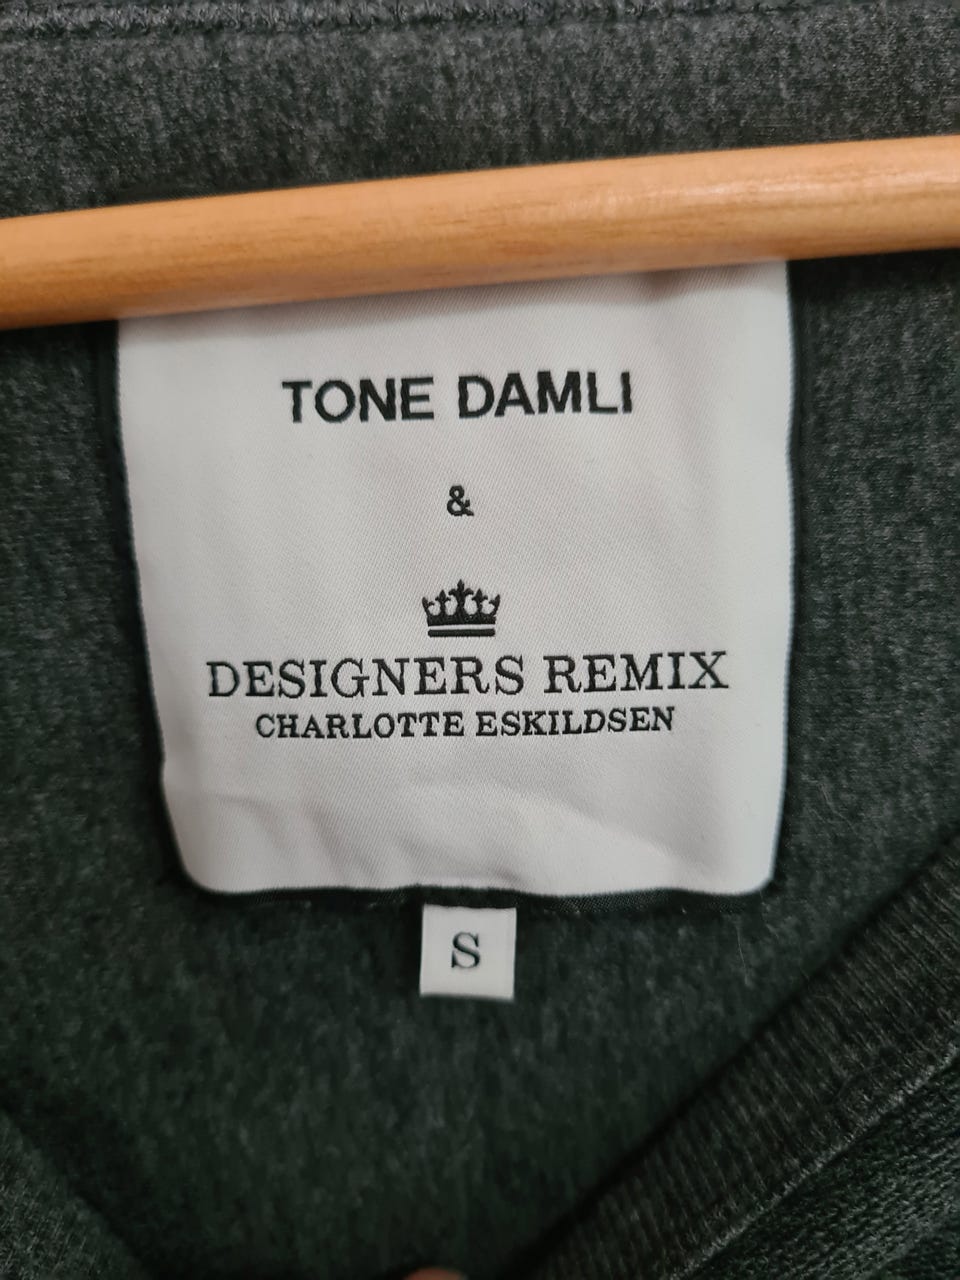 TONE DAMLI
&
DESIGNERS REMIX
CHARLOTTE ESKILDSEN
S